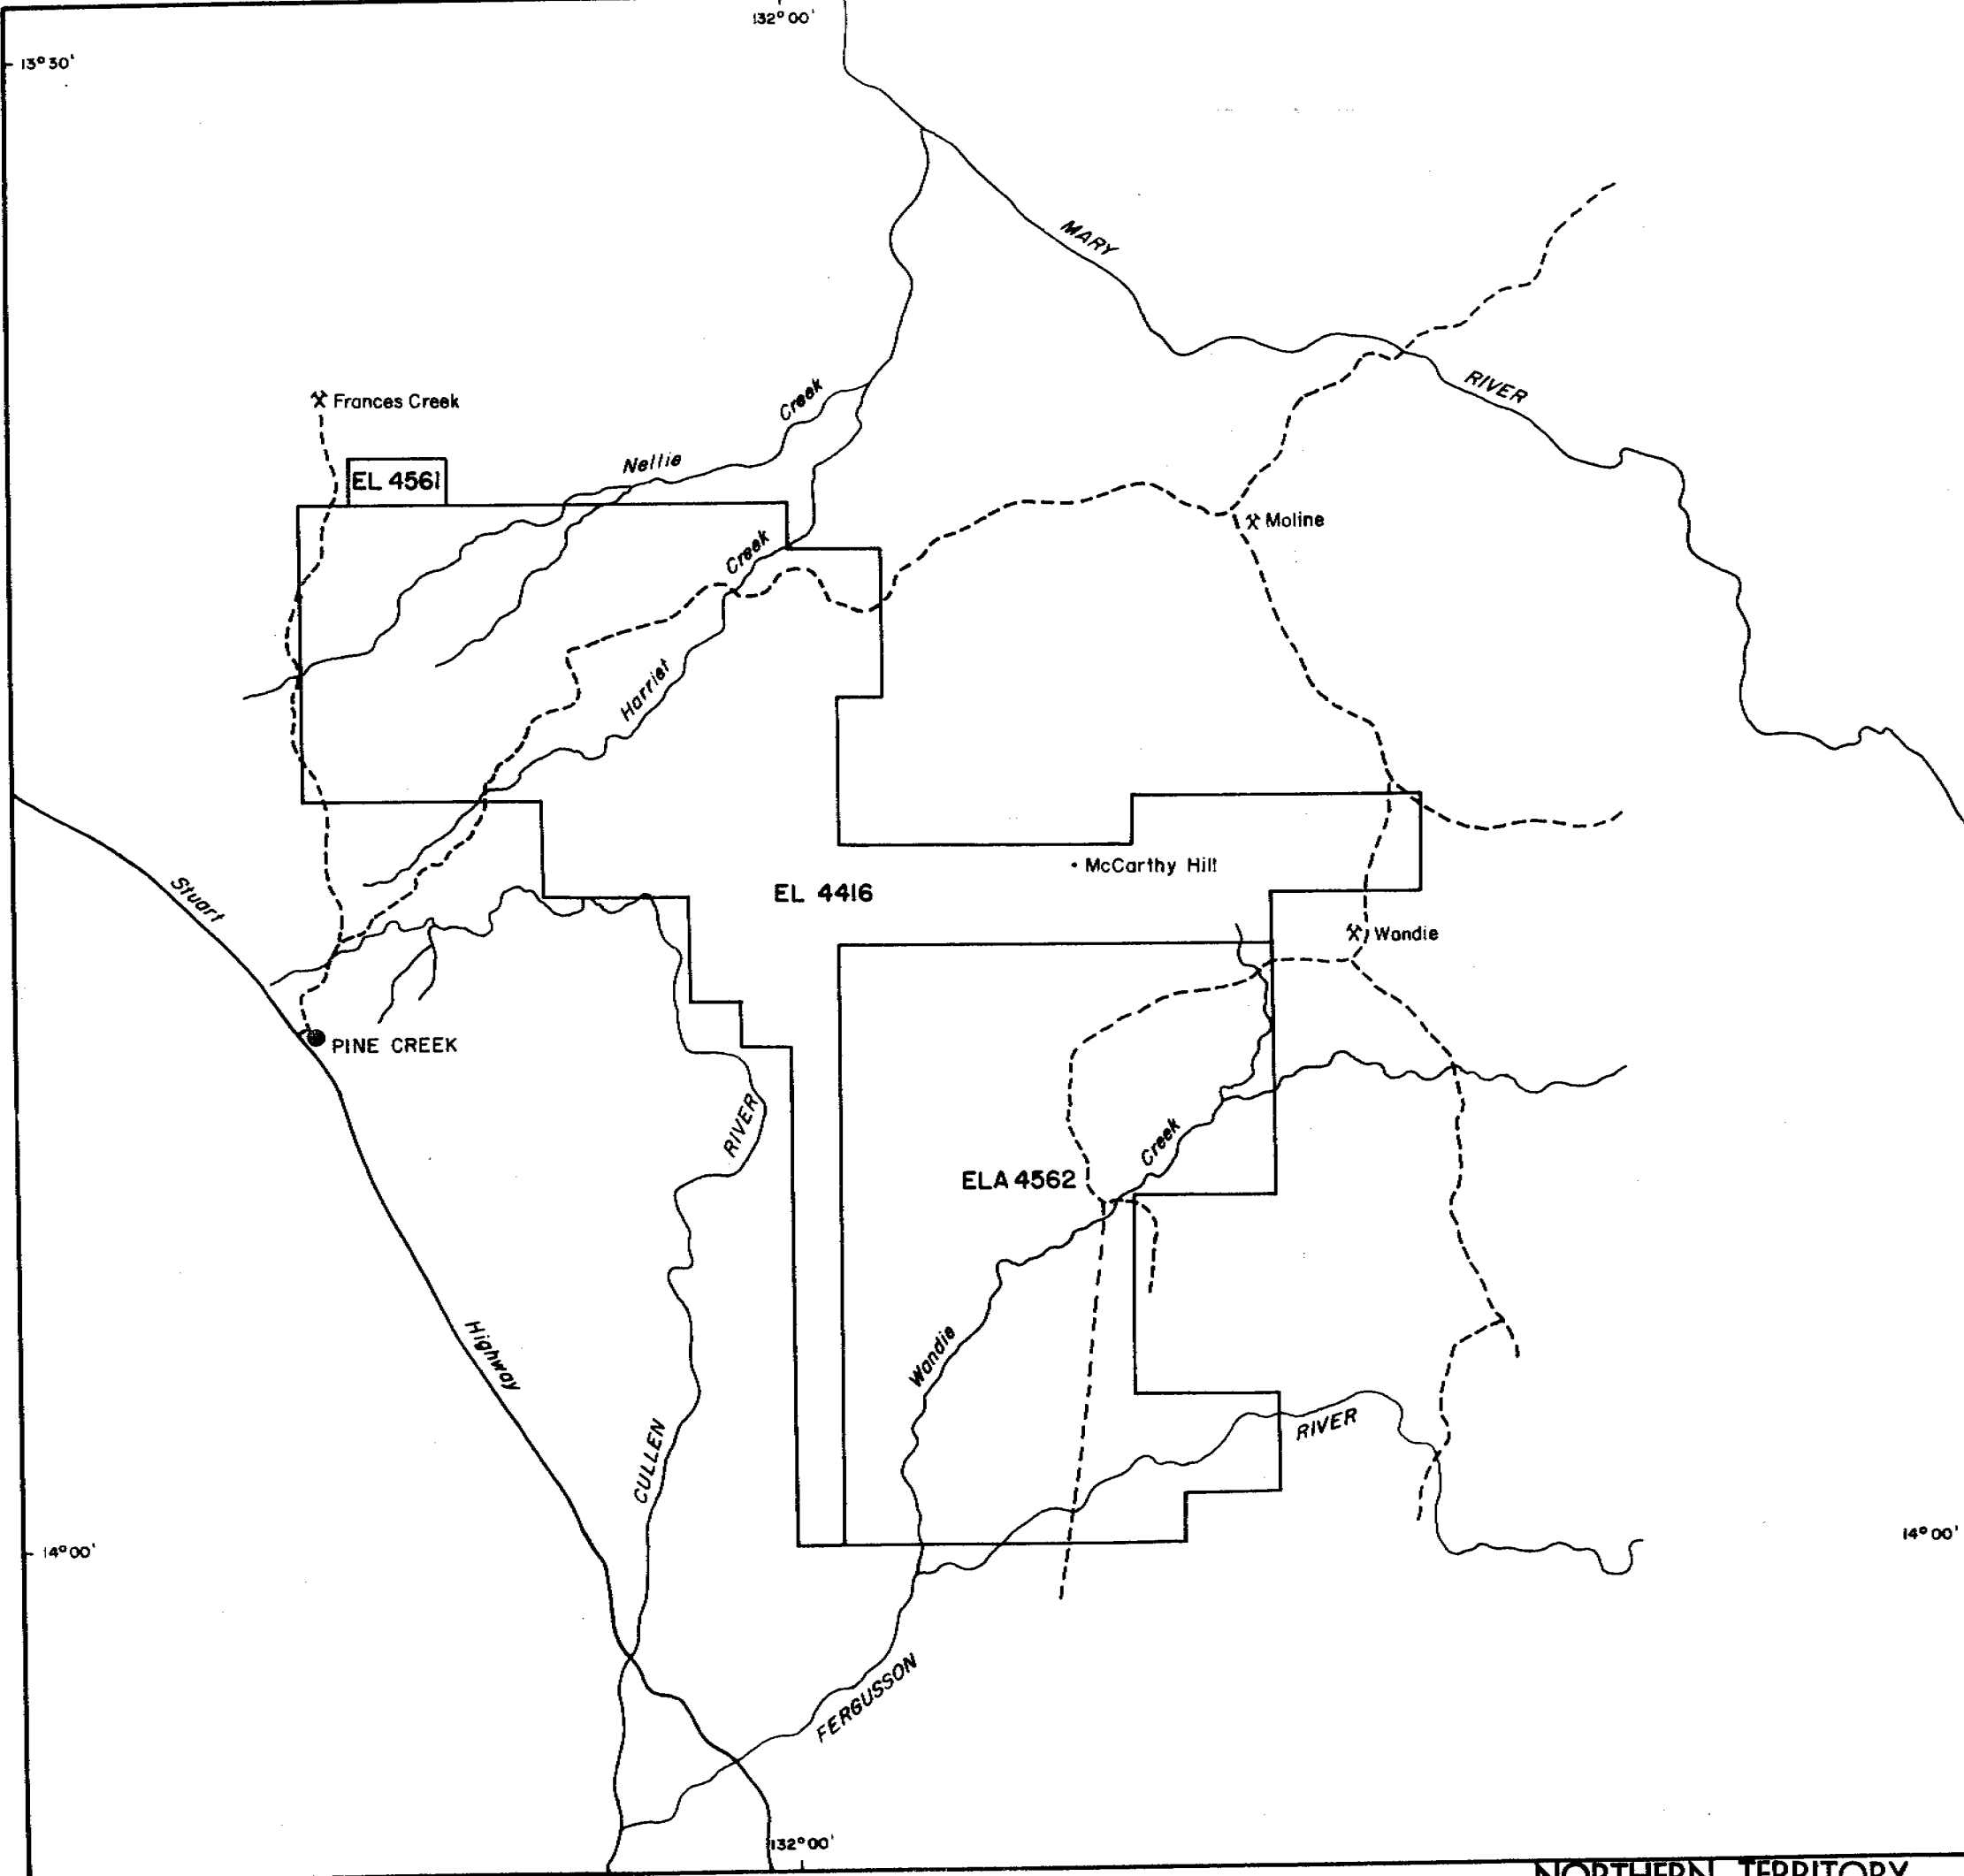 132°00'
13°30'
MARY
RIVER
Frances Creek
Creek
Nellie
EL 4561
Moline
Creek
Harriet
McCarthy Hill
Stuart
EL 4416
Wandie
PINE CREEK
RIVER
Creek
ELA 4562
Highway
Wandie
CULLEN
RIVER
14°00'
14°00'
FERGUSSON
132°00'
NORTHERN TERRITORY